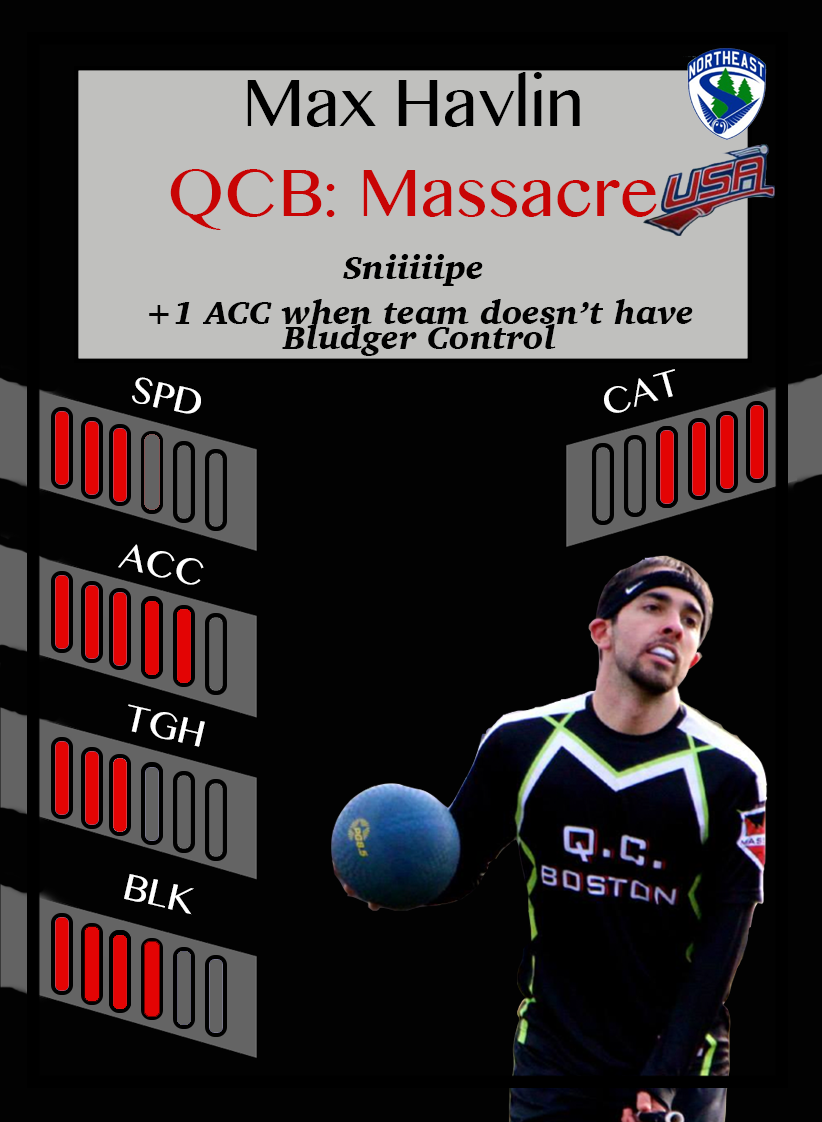 Max Havlin
NORTHEAST
QCB: Massacre
USA
Sniiiiipe
+1 ACC when team doesn't have
Bludger Control
SPD
CAT
ACC
TGH
BLK
Q.C.
BOSTON